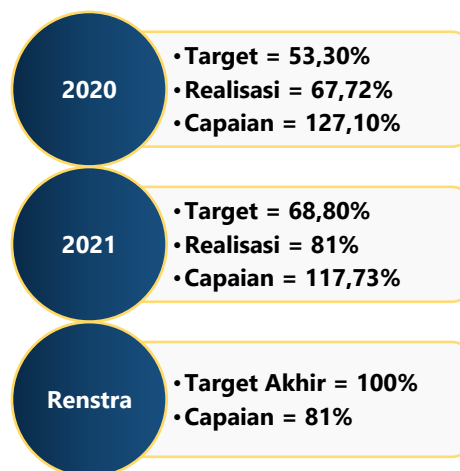 2020
•Target = 53,30%
•Realisasi = 67,72%
•Capaian = 127,10%
2021
•Target = 68,80%
•Realisasi = 81%
•Capaian = 117,73%
Renstra
•Target Akhir = 100%
•Capaian = 81%